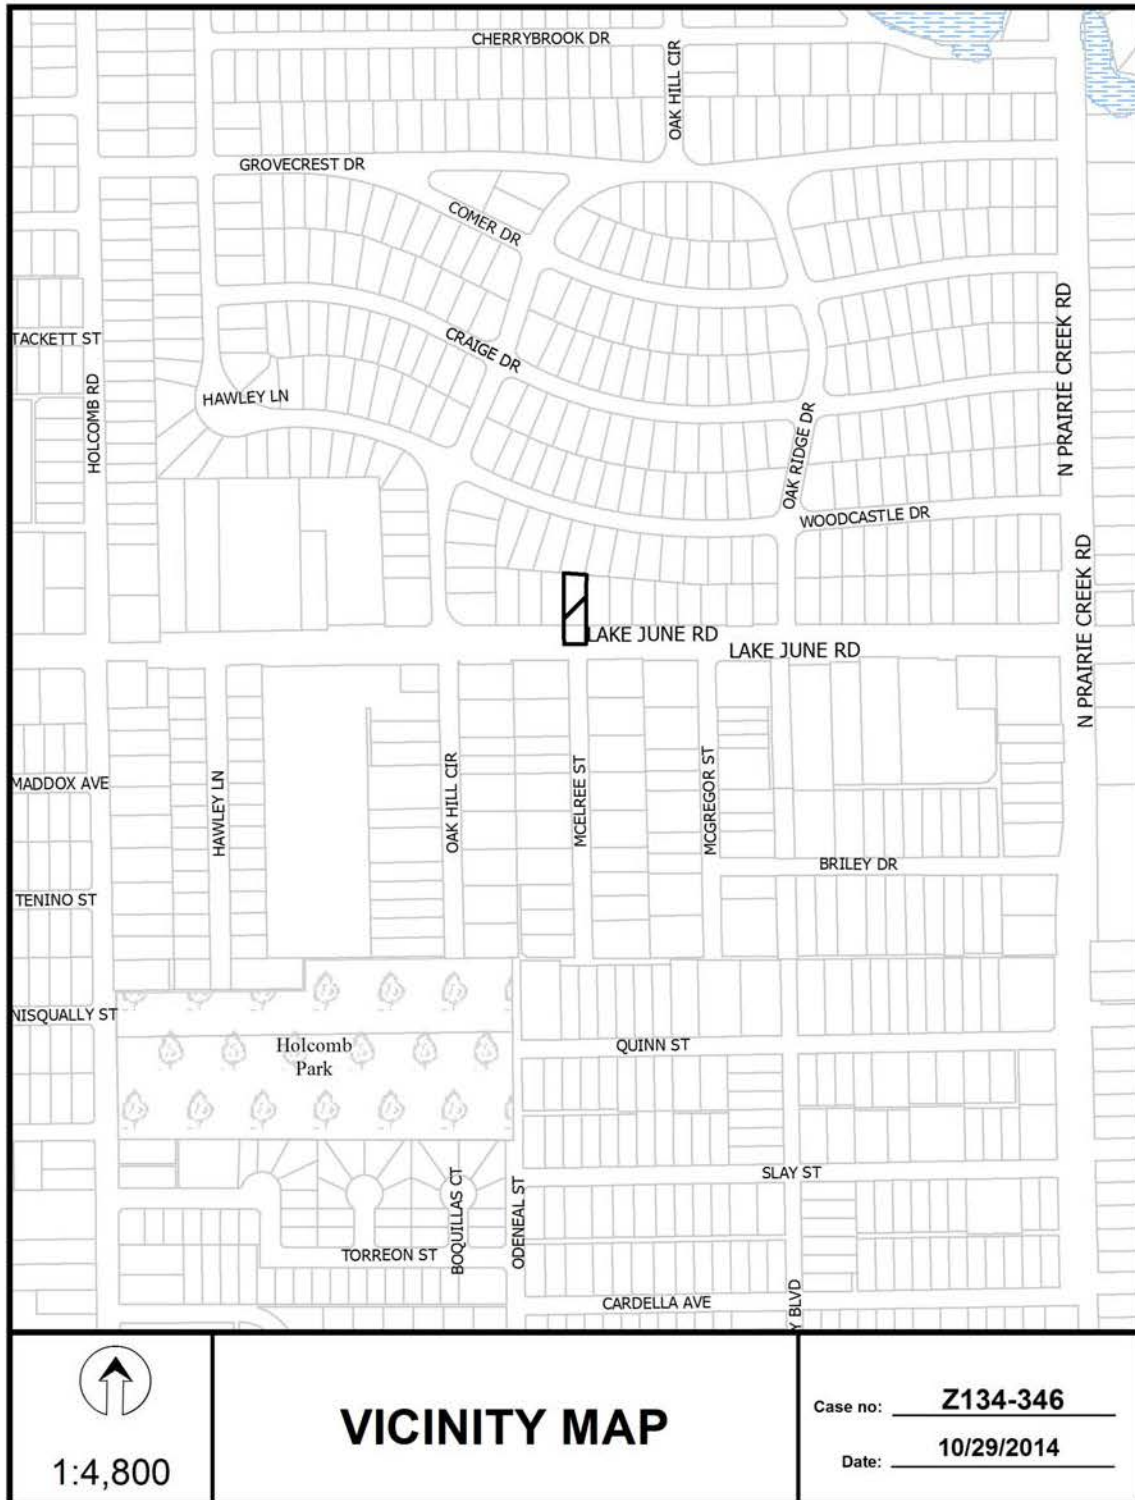 CHERRYBROOK DR
OAK HILL CIR
GROVECREST DR
COMER DR
N PRAIRIE CREEK RD
TACKETT ST
CRAIGE DR
HOLCOMB RD
HAWLEY LN
OAK RIDGE DR
WOODCASTLE DR
N PRAIRIE CREEK RD
LAKE JUNE RD
LAKE JUNE RD
MADDOX AVE
HAWLEY LN
OAK HILL CIR
MCELREE ST
MCGREGOR ST
BRILEY DR
TENINO ST
NISQUALLY ST
Holcomb
Park
QUINN ST
SLAY ST
BOQUILLAS CT
ODENEAL ST
TORREON ST
CARDELLA AVE
Y BLVD
1:4,800
VICINITY MAP
Case no: Z134-346
Date: 10/29/2014